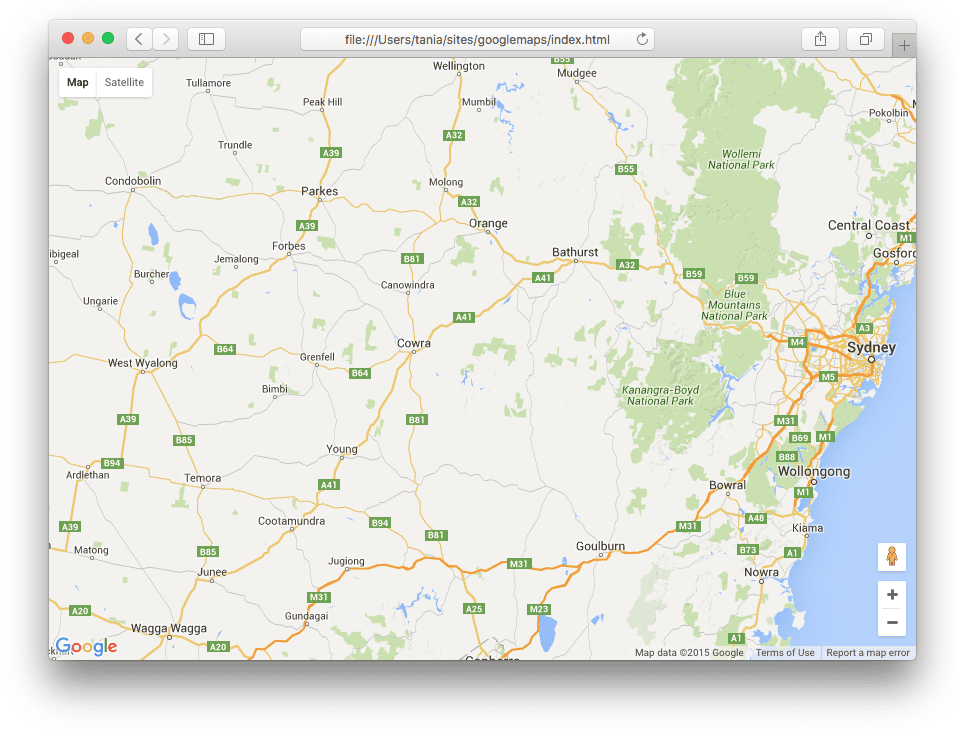 file:///Users/tania/sites/googlemaps/index.html
Map Satellite
Wellington
B55
Mudgee
Tullamore
Peak Hill
Mumbil
Pokolbin
A32
Trundle
A39
Wollemi
National Park
B55
Condobolin
Parkes
Molong
A32
A39
Orange
Central Coast
M1
Forbes
Bathurst
Gosford
ibigeal
Jemalong
B81
A32
Burcher
A41
B59
B59
Canowindra
Ungarie
Blue
Mountains
National Park
A41
A3
Cowra
M4
Sydney
B64
Grenfell
West Wyalong
B64
M5
Bimbi
Kanangra-Boyd
National Park
A39
B81
M31
B85
B69
M1
Young
B88
B94
Ardlethan
Wollongong
Temora
A41
Bowral
M1
Cootamundra
B94
A48
A39
M31
Kiama
B81
Matong
B85
Goulburn
B73
A1
Jugiong
M31
Junee
Nowra
M31
A20
A25
M23
Gundagai
Wagga Wagga
A1
A20
Google
Canberra
Map data ©2015 Google Terms of Use Report a map error